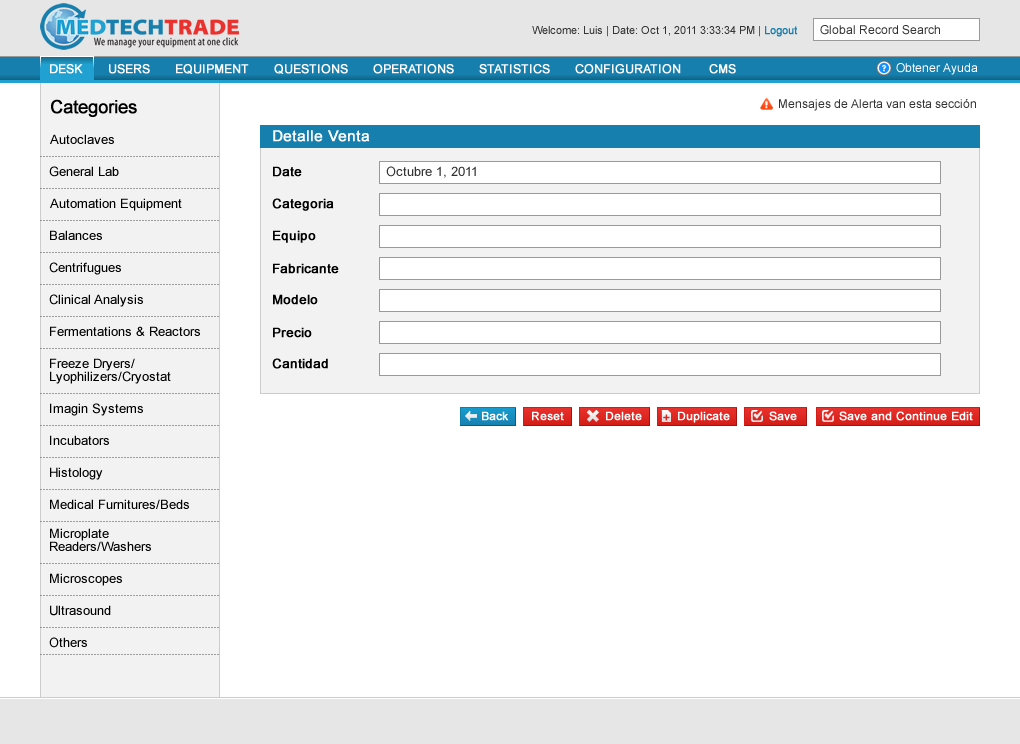 MEDTECHTRADE
We manage your equipment at one click
Welcome: Luis | Date: Oct 1, 2011 3:33:34 PM | Logout
Global Record Search
DESK USERS EQUIPMENT QUESTIONS OPERATIONS STATISTICS CONFIGURATION CMS
? Obtener Ayuda
Categories
Autoclaves
General Lab
Automation Equipment
Balances
Centrifugues
Clinical Analysis
Fermentations & Reactors
Freeze Dryers/
Lyophilizers/Cryostat
Imagin Systems
Incubators
Histology
Medical Furnitures/Beds
Microplate
Readers/Washers
Microscopes
Ultrasound
Others
Mensajes de Alerta van esta sección
Detalle Venta
Date Octubre 1, 2011
Categoria
Equipo
Fabricante
Modelo
Precio
Cantidad
Back Reset Delete Duplicate Save Save and Continue Edit